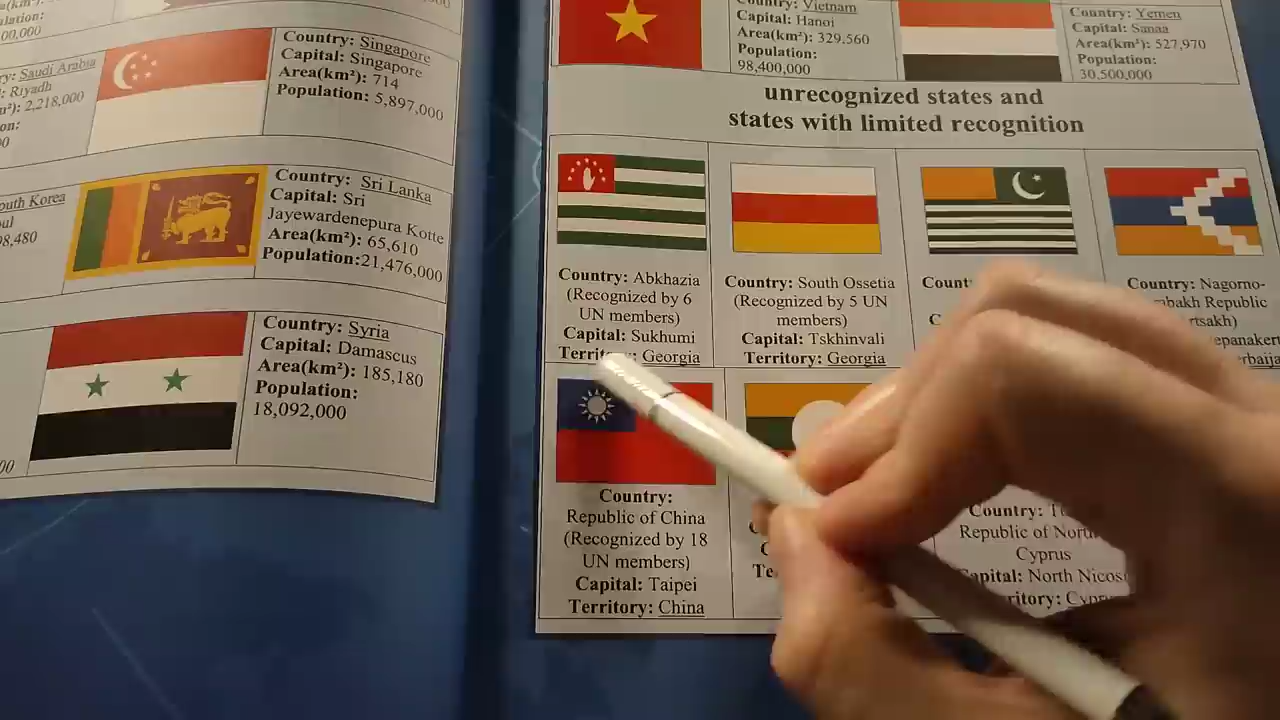 Country: Singapore
Capital: Singapore
Area(km²): 714
Population: 5,897,000
Saudi Arabia
Riyadh
2,218,000
Country: Sri Lanka
Capital: Sri
Jayewardenepura Kotte
Area(km²): 65,610
Population:21,476,000
South Korea
Country: Syria
Capital: Damascus
Area(km²): 185,180
Population:
18,092,000
Country: Vietnam
Capital: Hanoi
Area(km²): 329,560
Population:
98,400,000
Country: Yemen
Capital: Sanaa
Area(km²): 527,970
Population:
30,500,000
unrecognized states and
states with limited recognition
Country: Abkhazia
(Recognized by 6
UN members)
Capital: Sukhumi
Territory: Georgia
Country: South Ossetia
(Recognized by 5 UN
members)
Capital: Tskhinvali
Territory: Georgia
Country: Nagorno-
Republic
Country:
Republic of China
(Recognized by 18
UN members)
Capital: Taipei
Territory: China
Country:
Republic of
Cyprus
Capital: North